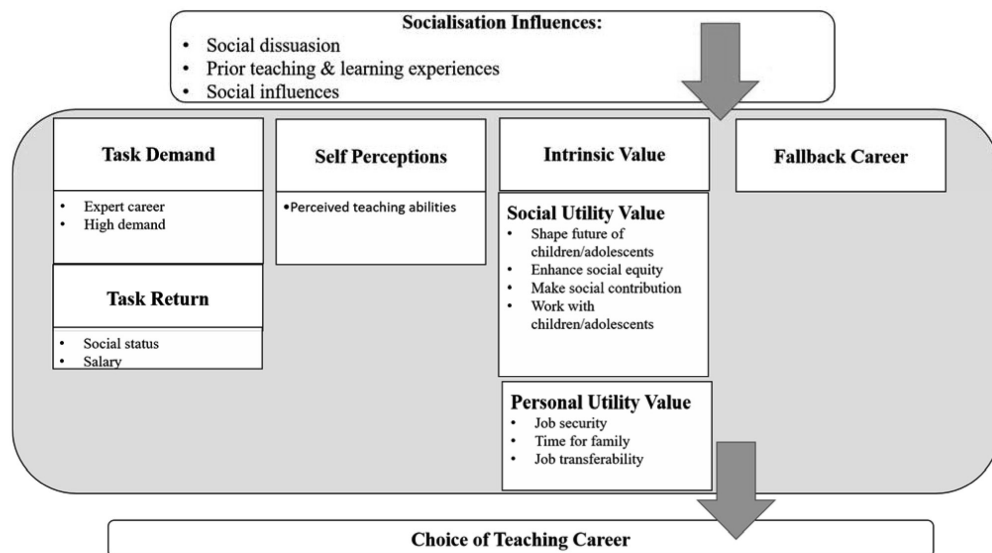 Socialisation Influences:
• Social dissuasion
• Prior teaching & learning experiences
• Social influences
Task Demand
• Expert career
• High demand
Task Return
• Social status
• Salary
Self Perceptions
•Perceived teaching abilities
Intrinsic Value
Social Utility Value
• Shape future of
children/adolescents
• Enhance social equity
• Make social contribution
• Work with
children/adolescents
Personal Utility Value
• Job security
• Time for family
• Job transferability
Fallback Career
Choice of Teaching Career